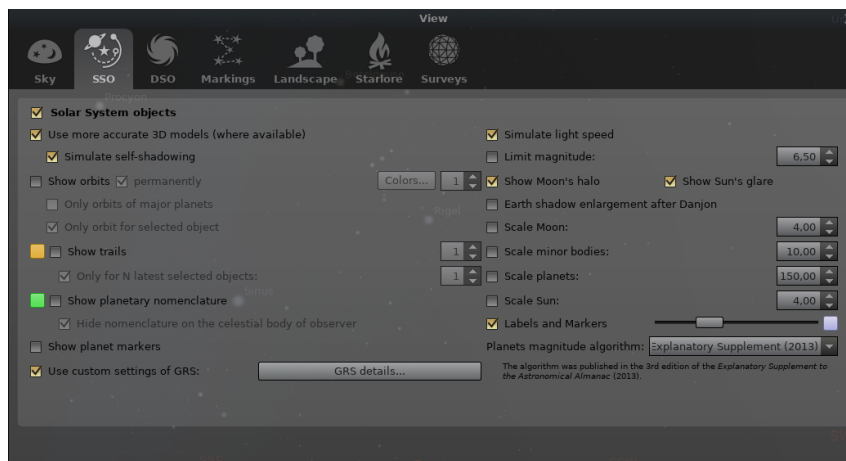 View
Sky SSO DSO Markings Landscape Starlore Surveys
Procyon
Solar System objects
Use more accurate 3D models (where available)
Simulate self-shadowing
Show orbits permanently Colors... 1
Only orbits of major planets
Only orbit for selected object
Rigel
Show trails 1
Only for N latest selected objects: 1
Sirius
Show planetary nomenclature
Hide nomenclature on the celestial body of observer
Show planet markers
Use custom settings of GRS: GRS details...
Simulate light speed
Limit magnitude: 6,50
Show Moon's halo Show Sun's glare
Earth shadow enlargement after Danjon
Scale Moon: 4,00
Scale minor bodies: 10,00
Scale planets: 150,00
Scale Sun: 4,00
Labels and Markers
Planets magnitude algorithm: Explanatory Supplement (2013)
The algorithm was published in the 3rd edition of the Explanatory Supplement to
the Astronomical Almanac (2013).